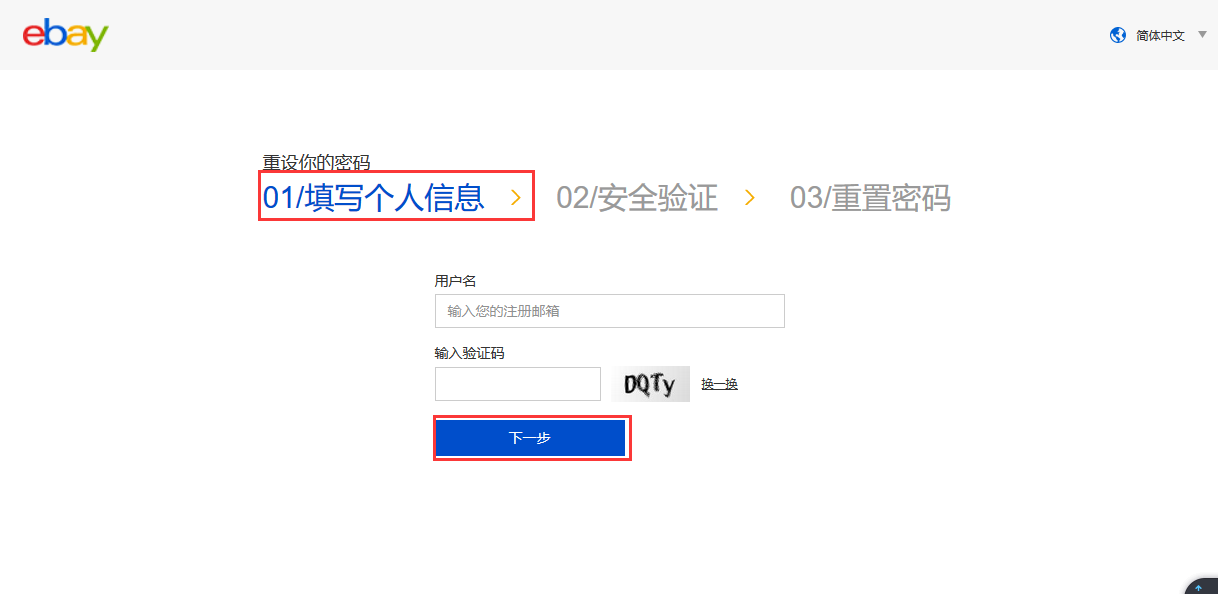 ebay
简体中文
重设你的密码
01/填写个人信息
02/安全验证
03/重置密码
用户名
输入您的注册邮箱
输入验证码
DQTy
换一换
下一步